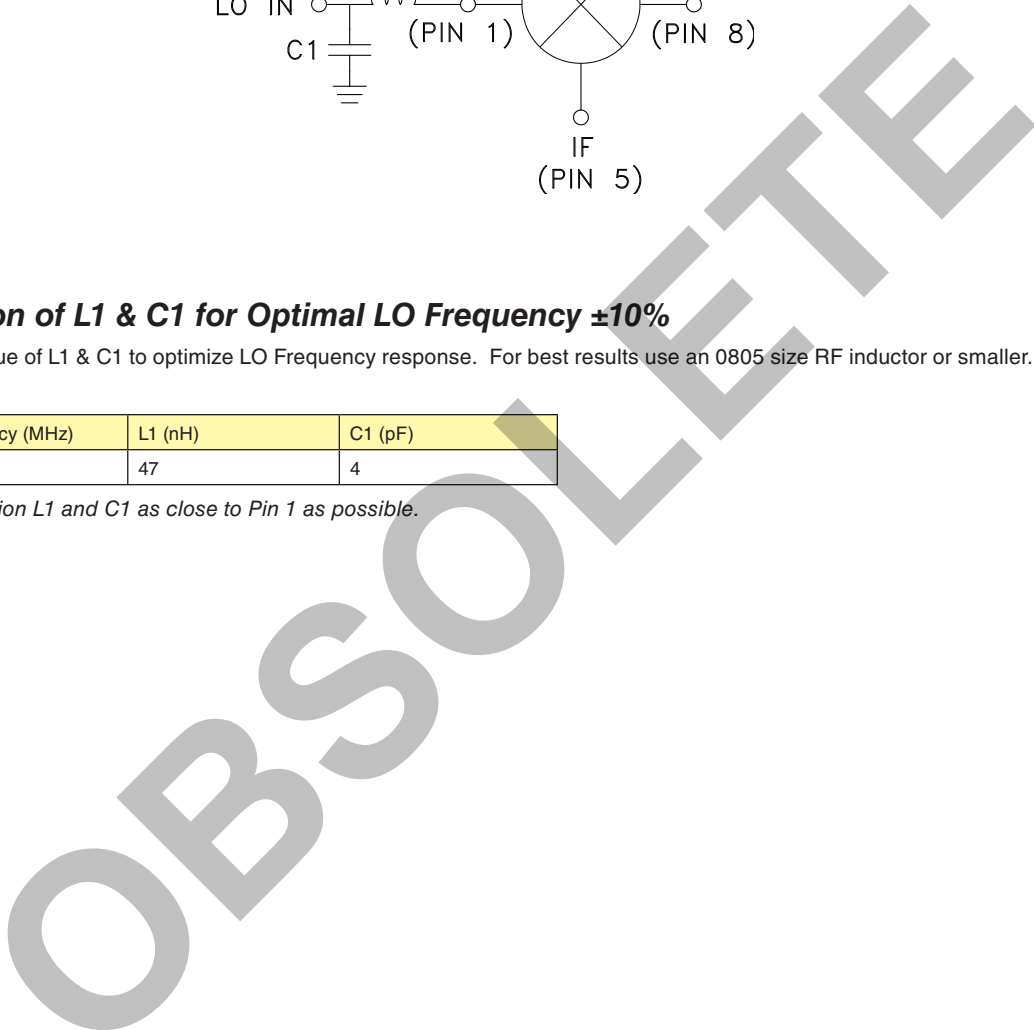 LO IN
(PIN 1)
(PIN 8)
C1
IF
(PIN 5)
on of L1 & C1 for Optimal LO Frequency ±10%
ue of L1 & C1 to optimize LO Frequency response. For best results use an 0805 size RF inductor or smaller.
cy (MHz) L1 (nH) C1 (pF)
47 4
ion L1 and C1 as close to Pin 1 as possible.
OBSOLETE